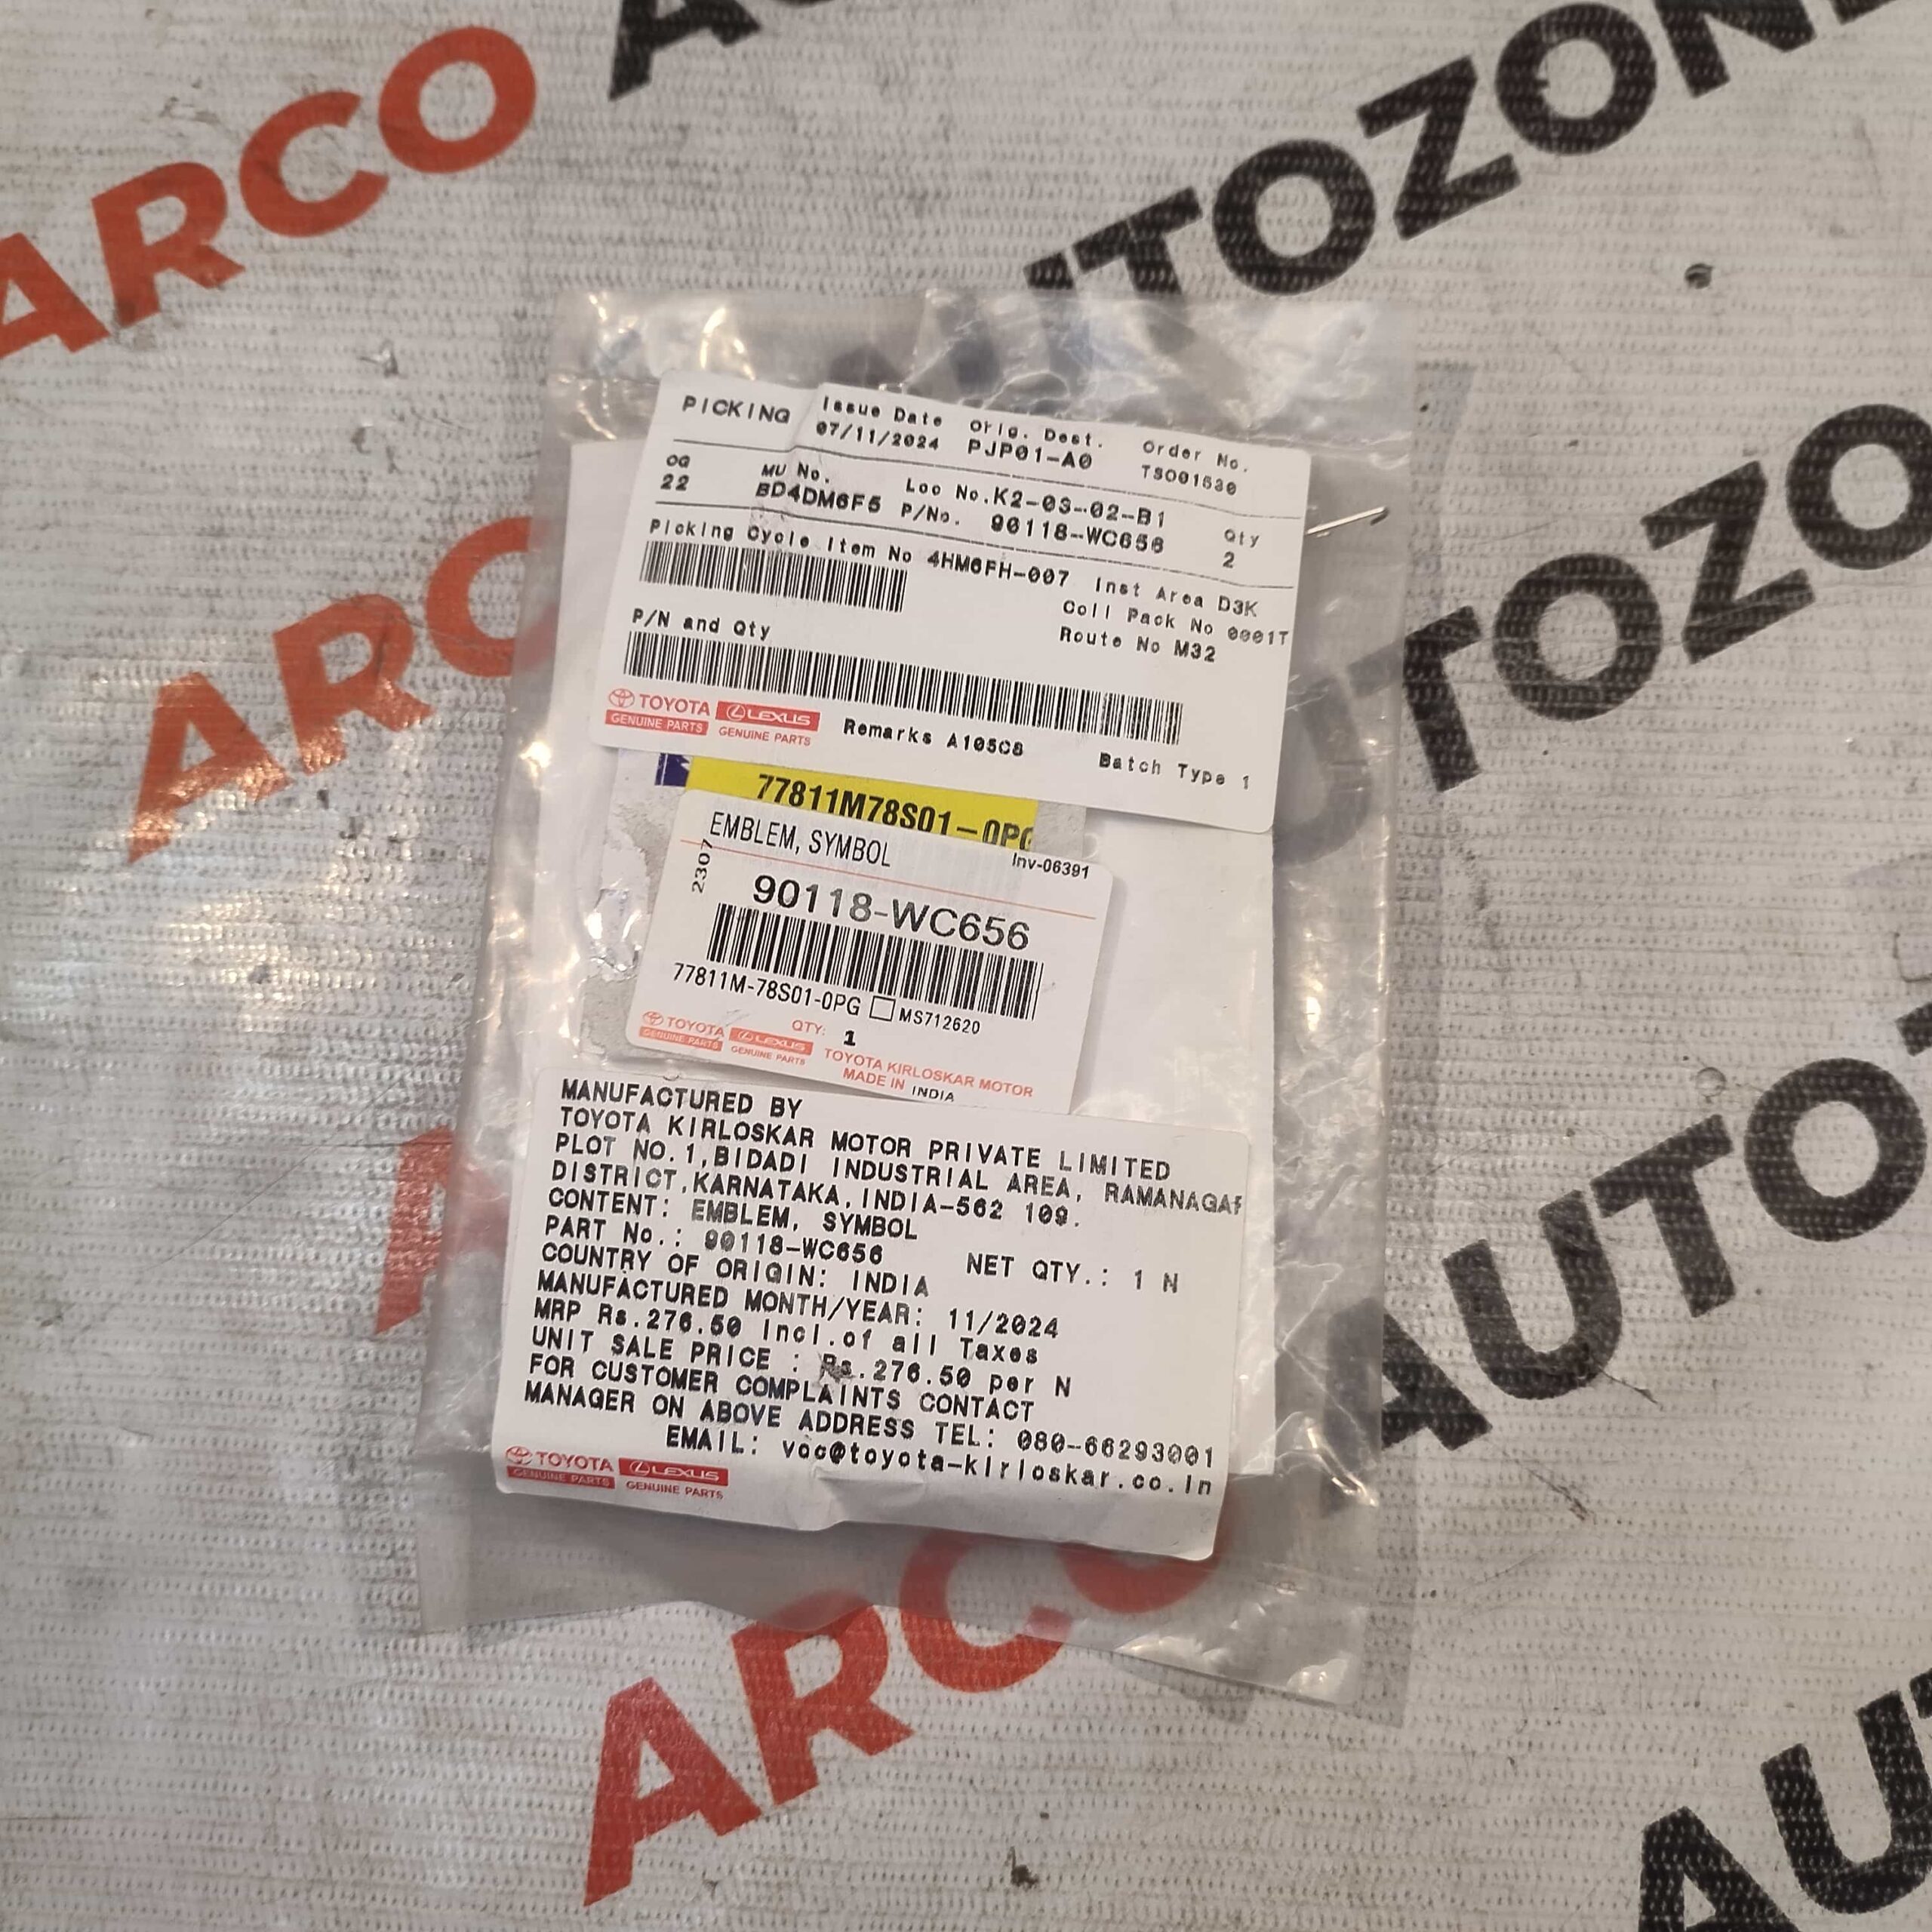 ARCO AU
AUTOZONE
ARCO
AUTOZO
PICKING Issue Date Orig. Dest. Order No.
07/11/2024 PJP01-A0 TSO01530
OG MU No. Loc No.K2-03-02-B1 Qty
22 BD4DM6F5 P/No. 90118-WC656 2
Picking Cycle Item No 4HM6FH-007 Inst Area D3K
Coll Pack No 0001T
P/N and Qty Route No M32
TOYOTA LEXUS Remarks A105C8 Batch Type 1
GENUINE PARTS GENUINE PARTS
77811M78S01-0PG
EMBLEM, SYMBOL Inv-06391
2307
90118-WC656
77811M-78S01-0PG MS712620
TOYOTA LEXUS QTY: 1
GENUINE PARTS GENUINE PARTS TOYOTA KIRLOSKAR MOTOR
MADE IN INDIA
MANUFACTURED BY
TOYOTA KIRLOSKAR MOTOR PRIVATE LIMITED
PLOT NO.1,BIDADI INDUSTRIAL AREA, RAMANAGAR
DISTRICT,KARNATAKA,INDIA-562 109.
CONTENT: EMBLEM, SYMBOL
PART No.: 90118-WC656 NET QTY.: 1 N
COUNTRY OF ORIGIN: INDIA
MANUFACTURED MONTH/YEAR: 11/2024
MRP Rs.276.50 Incl.of all Taxes
UNIT SALE PRICE : Rs.276.50 per N
FOR CUSTOMER COMPLAINTS CONTACT
MANAGER ON ABOVE ADDRESS TEL: 080-66293001
EMAIL: voc@toyota-kirloskar.co.in
TOYOTA LEXUS
GENUINE PARTS GENUINE PARTS
A
AUTO
ARCO
AUT